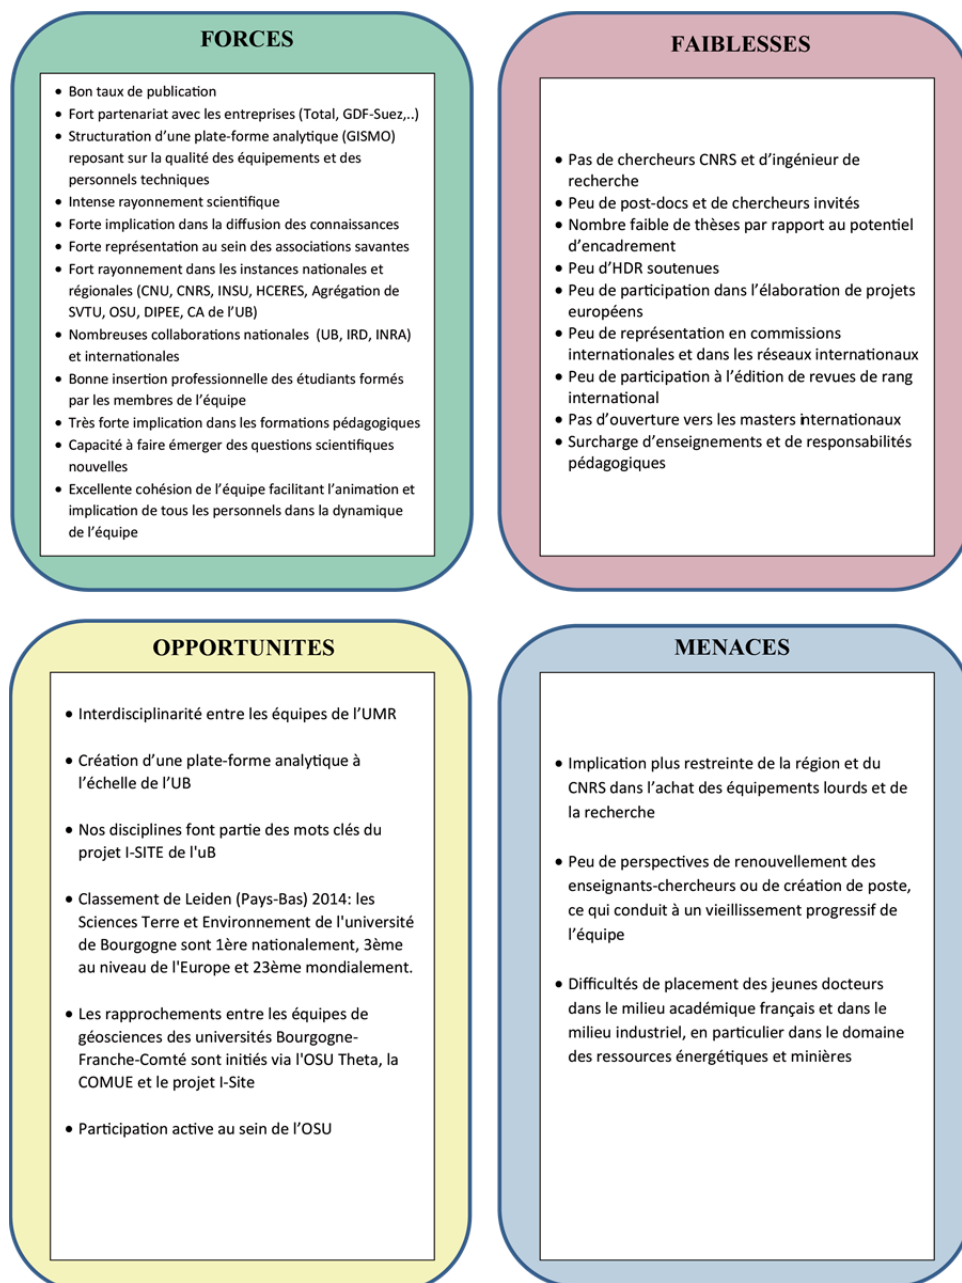 FORCES
• Bon taux de publication
• Fort partenariat avec les entreprises (Total, GDF-Suez,..)
• Structuration d’une plate-forme analytique (GISMO)
reposant sur la qualité des équipements et des
personnels techniques
• Intense rayonnement scientifique
• Forte implication dans la diffusion des connaissances
• Forte représentation au sein des associations savantes
• Fort rayonnement dans les instances nationales et
régionales (CNU, CNRS, INSU, HCERES, Agrégation de
SVTU, OSU, DIPEE, CA de l’UB)
• Nombreuses collaborations nationales (UB, IRD, INRA)
et internationales
• Bonne insertion professionnelle des étudiants formés
par les membres de l’équipe
• Très forte implication dans les formations pédagogiques
• Capacité à faire émerger des questions scientifiques
nouvelles
• Excellente cohésion de l’équipe facilitant l’animation et
implication de tous les personnels dans la dynamique
de l’équipe
FAIBLESSES
• Pas de chercheurs CNRS et d’ingénieur de
recherche
• Peu de post-docs et de chercheurs invités
• Nombre faible de thèses par rapport au potentiel
d’encadrement
• Peu d’HDR soutenues
• Peu de participation dans l’élaboration de projets
européens
• Peu de représentation en commissions
internationales et dans les réseaux internationaux
• Peu de participation à l’édition de revues de rang
international
• Pas d’ouverture vers les masters internationaux
• Surcharge d’enseignements et de responsabilités
pédagogiques
OPPORTUNITES
• Interdisciplinarité entre les équipes de l’UMR
• Création d’une plate-forme analytique à
l’échelle de l’UB
• Nos disciplines font partie des mots clés du
projet I-SITE de l'uB
• Classement de Leiden (Pays-Bas) 2014: les
Sciences Terre et Environnement de l'université
de Bourgogne sont 1ère nationalement, 3ème
au niveau de l'Europe et 23ème mondialement.
• Les rapprochements entre les équipes de
géosciences des universités Bourgogne-
Franche-Comté sont initiés via l'OSU Theta, la
COMUE et le projet I-Site
• Participation active au sein de l’OSU
MENACES
• Implication plus restreinte de la région et du
CNRS dans l’achat des équipements lourds et de
la recherche
• Peu de perspectives de renouvellement des
enseignants-chercheurs ou de création de poste,
ce qui conduit à un vieillissement progressif de
l’équipe
• Difficultés de placement des jeunes docteurs
dans le milieu académique français et dans le
milieu industriel, en particulier dans le domaine
des ressources énergétiques et minières